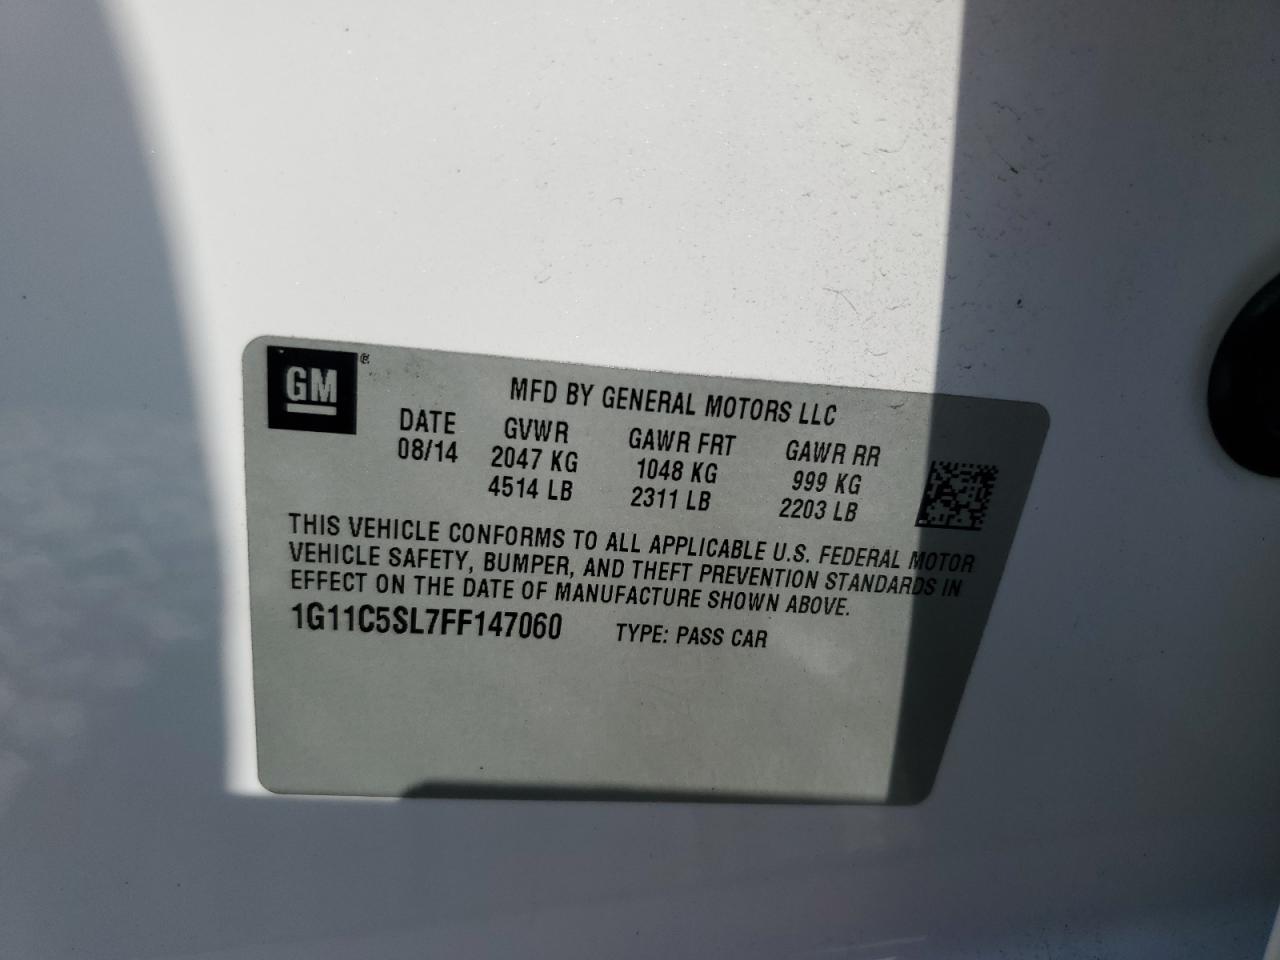 GM ®
MFD BY GENERAL MOTORS LLC
DATE GVWR GAWR FRT GAWR RR
08/14 2047 KG 1048 KG 999 KG
4514 LB 2311 LB 2203 LB
THIS VEHICLE CONFORMS TO ALL APPLICABLE U.S. FEDERAL MOTOR
VEHICLE SAFETY, BUMPER, AND THEFT PREVENTION STANDARDS IN
EFFECT ON THE DATE OF MANUFACTURE SHOWN ABOVE.
1G11C5SL7FF147060 TYPE: PASS CAR